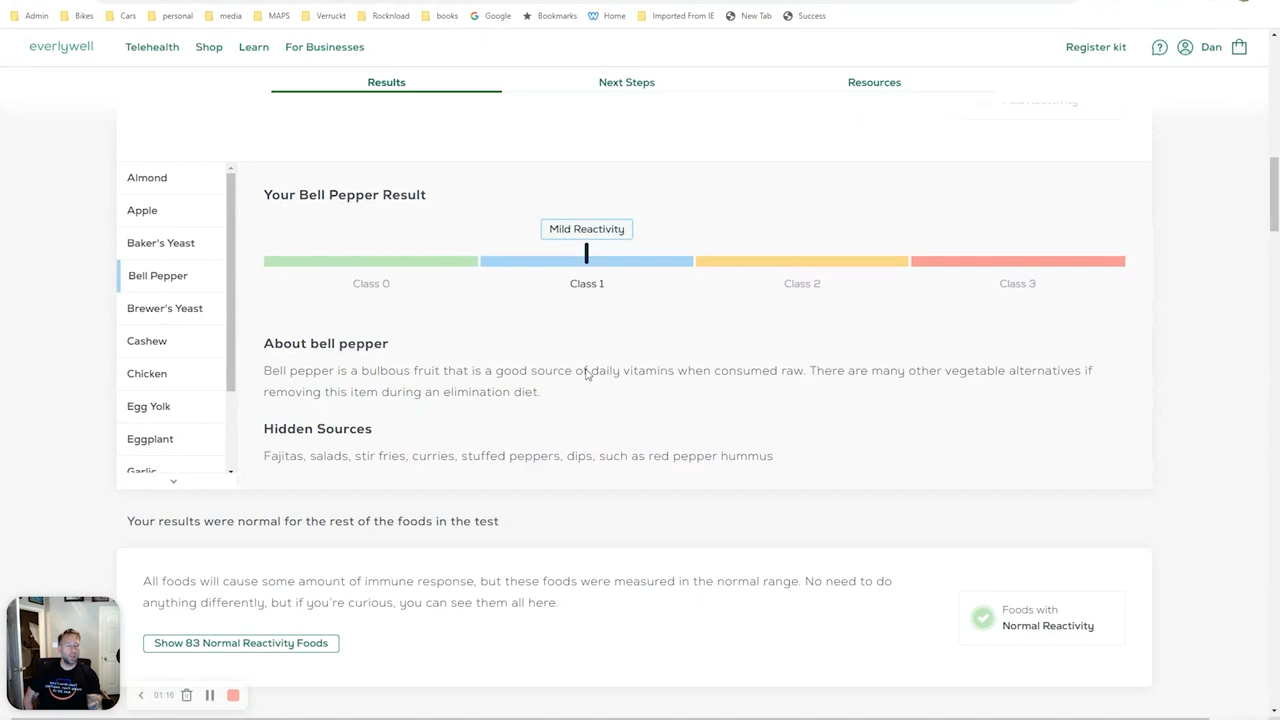 Admin Bikes Cars personal media MAPS Verruckt Rocknload books Google Bookmarks Home Imported From IE New Tab Success
everlywell Telehealth Shop Learn For Businesses Register kit Dan
Results Next Steps Resources
Mild Reactivity
Almond
Apple
Baker's Yeast
Bell Pepper
Brewer's Yeast
Cashew
Chicken
Egg Yolk
Eggplant
Garlic
Your Bell Pepper Result
Mild Reactivity
Class 0 Class 1 Class 2 Class 3
About bell pepper
Bell pepper is a bulbous fruit that is a good source of daily vitamins when consumed raw. There are many other vegetable alternatives if
removing this item during an elimination diet.
Hidden Sources
Fajitas, salads, stir fries, curries, stuffed peppers, dips, such as red pepper hummus
Your results were normal for the rest of the foods in the test
All foods will cause some amount of immune response, but these foods were measured in the normal range. No need to do
anything differently, but if you're curious, you can see them all here.
Show 83 Normal Reactivity Foods
Foods with
Normal Reactivity
01:15